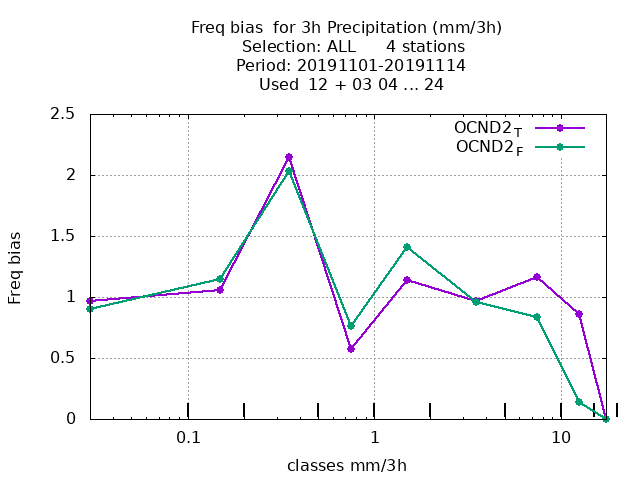 Freq bias  for 3h Precipitation (mm/3h)
Selection: ALL      4 stations
Period: 20191101-20191114
Used  12 + 03 04 ... 24
2.5
2
1.5
1
0.5
0
Freq bias
OCND2T
OCND2F
0.1 1 10
classes mm/3h